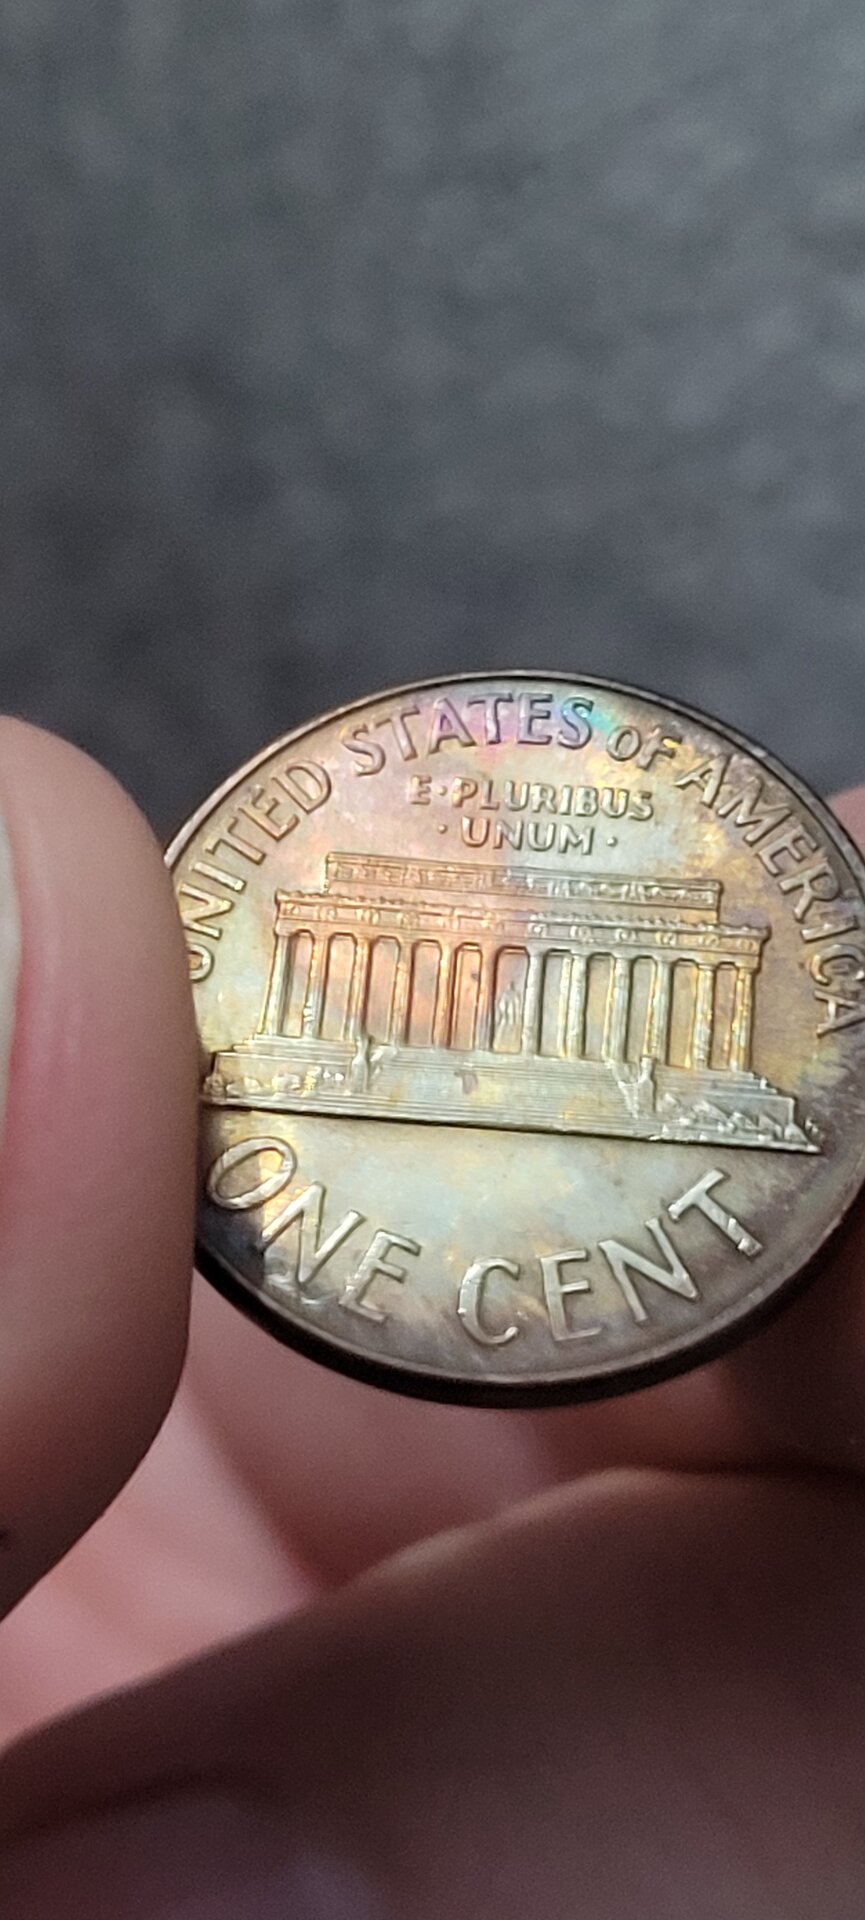 UNITED STATES OF AMERICA
E·PLURIBUS
·UNUM·
ONE CENT